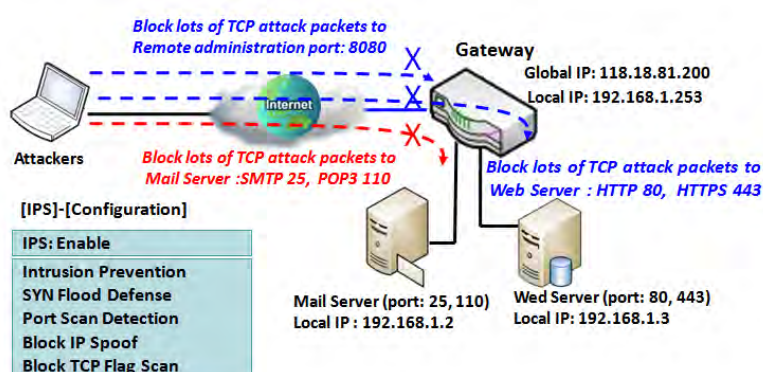 Block lots of TCP attack packets to
Remote administration port: 8080
Gateway
Global IP: 118.18.81.200
Local IP: 192.168.1.253
Internet
Attackers
Block lots of TCP attack packets to
Mail Server :SMTP 25, POP3 110
Block lots of TCP attack packets to
Web Server : HTTP 80, HTTPS 443
[IPS]-[Configuration]
IPS: Enable
Intrusion Prevention
SYN Flood Defense
Port Scan Detection
Block IP Spoof
Block TCP Flag Scan
Mail Server (port: 25, 110)
Local IP : 192.168.1.2
Wed Server (port: 80, 443)
Local IP: 192.168.1.3